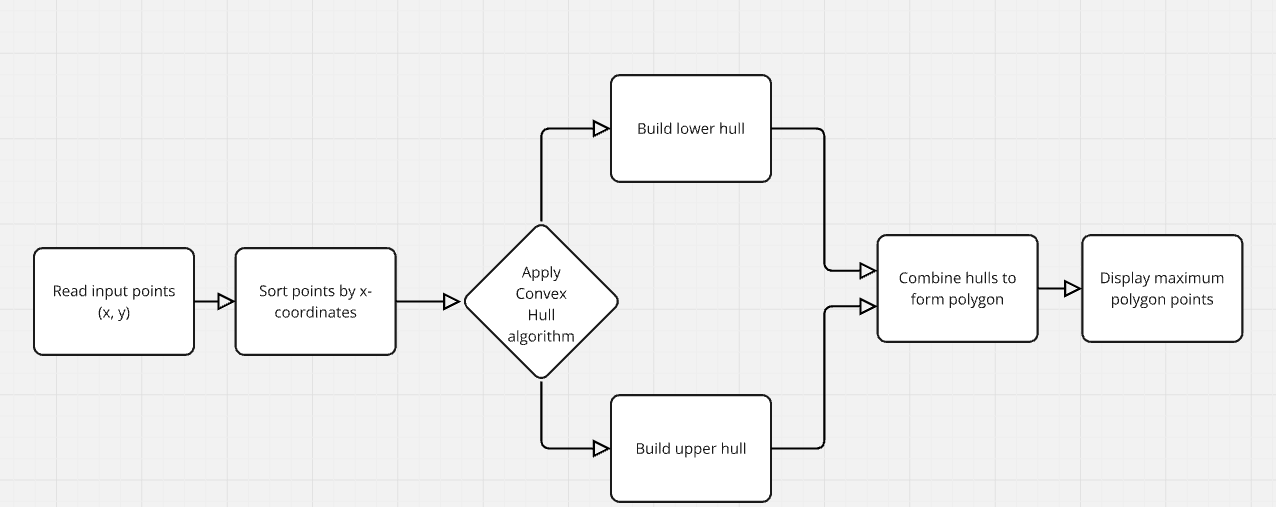 Read input points
(x, y)
Sort points by x-
coordinates
Apply
Convex
Hull
algorithm
Build lower hull
Build upper hull
Combine hulls to
form polygon
Display maximum
polygon points